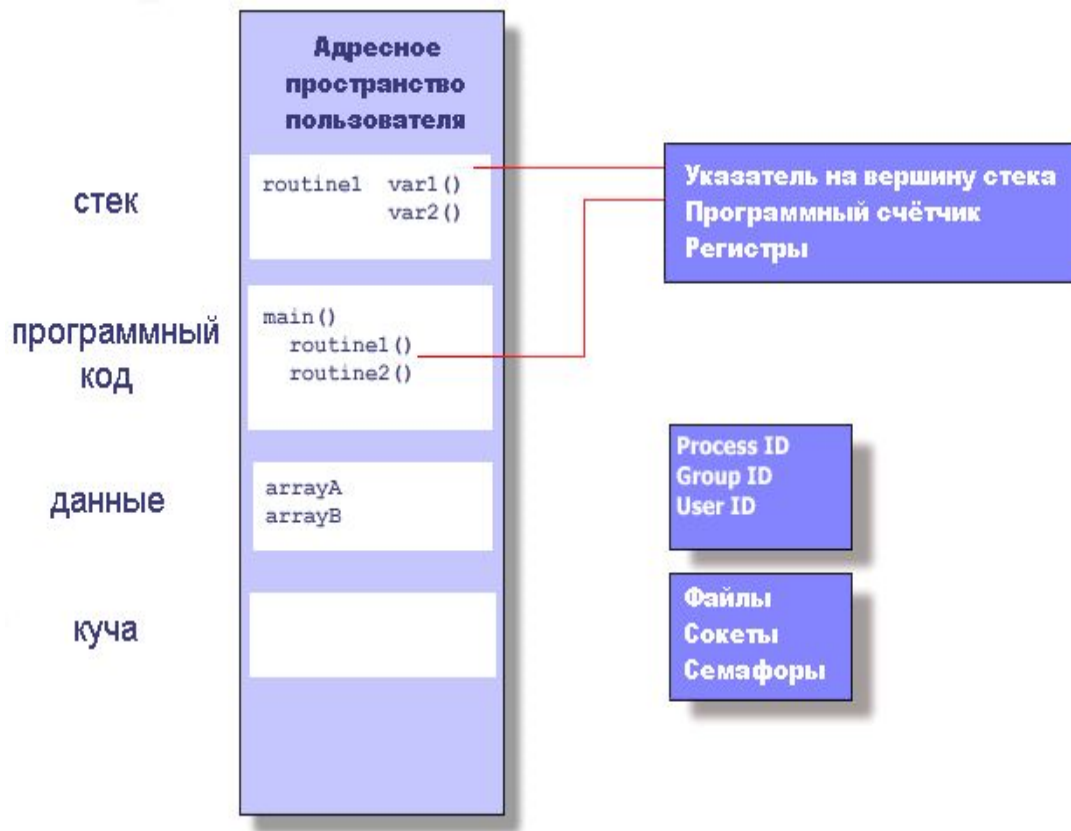 Адресное
пространство
пользователя
стек
routine1 var1()
var2()
Указатель на вершину стека
Программный счётчик
Регистры
программный
код
main()
routine1()
routine2()
Process ID
Group ID
User ID
данные
arrayA
arrayB
куча
Файлы
Сокеты
Семафоры